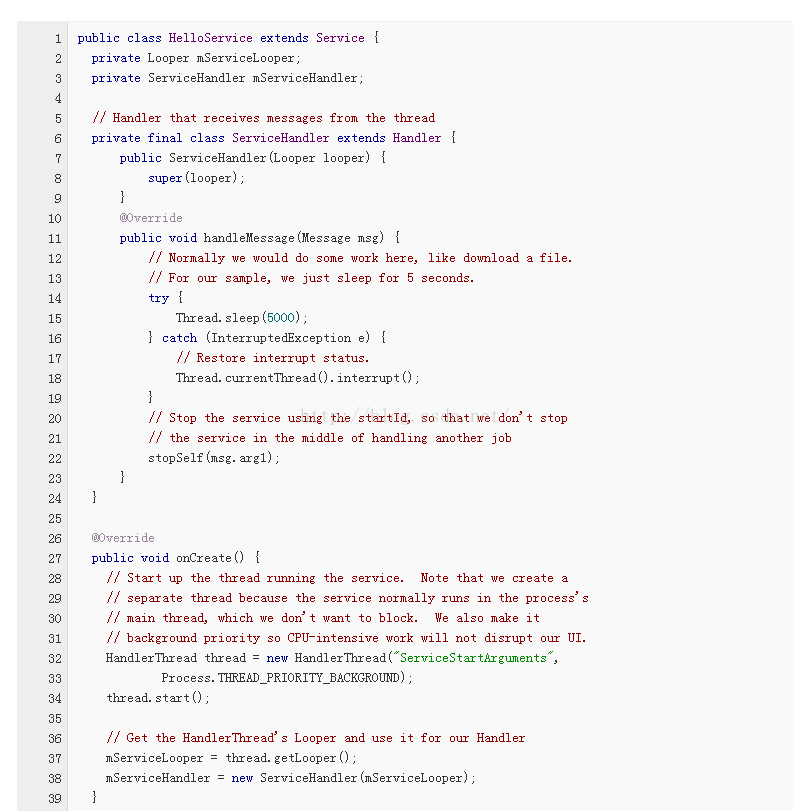 1 public class HelloService extends Service {
2   private Looper mServiceLooper;
3   private ServiceHandler mServiceHandler;
4
5   // Handler that receives messages from the thread
6   private final class ServiceHandler extends Handler {
7       public ServiceHandler(Looper looper) {
8           super(looper);
9       }
10       @Override
11       public void handleMessage(Message msg) {
12           // Normally we would do some work here, like download a file.
13           // For our sample, we just sleep for 5 seconds.
14           try {
15               Thread.sleep(5000);
16           } catch (InterruptedException e) {
17               // Restore interrupt status.
18               Thread.currentThread().interrupt();
19           }
20           // Stop the service using the startId, so that we don't stop
21           // the service in the middle of handling another job
22           stopSelf(msg.arg1);
23       }
24   }
25
26   @Override
27   public void onCreate() {
28     // Start up the thread running the service.  Note that we create a
29     // separate thread because the service normally runs in the process's
30     // main thread, which we don't want to block.  We also make it
31     // background priority so CPU-intensive work will not disrupt our UI.
32     HandlerThread thread = new HandlerThread("ServiceStartArguments",
33             Process.THREAD_PRIORITY_BACKGROUND);
34     thread.start();
35
36     // Get the HandlerThread's Looper and use it for our Handler
37     mServiceLooper = thread.getLooper();
38     mServiceHandler = new ServiceHandler(mServiceLooper);
39   }